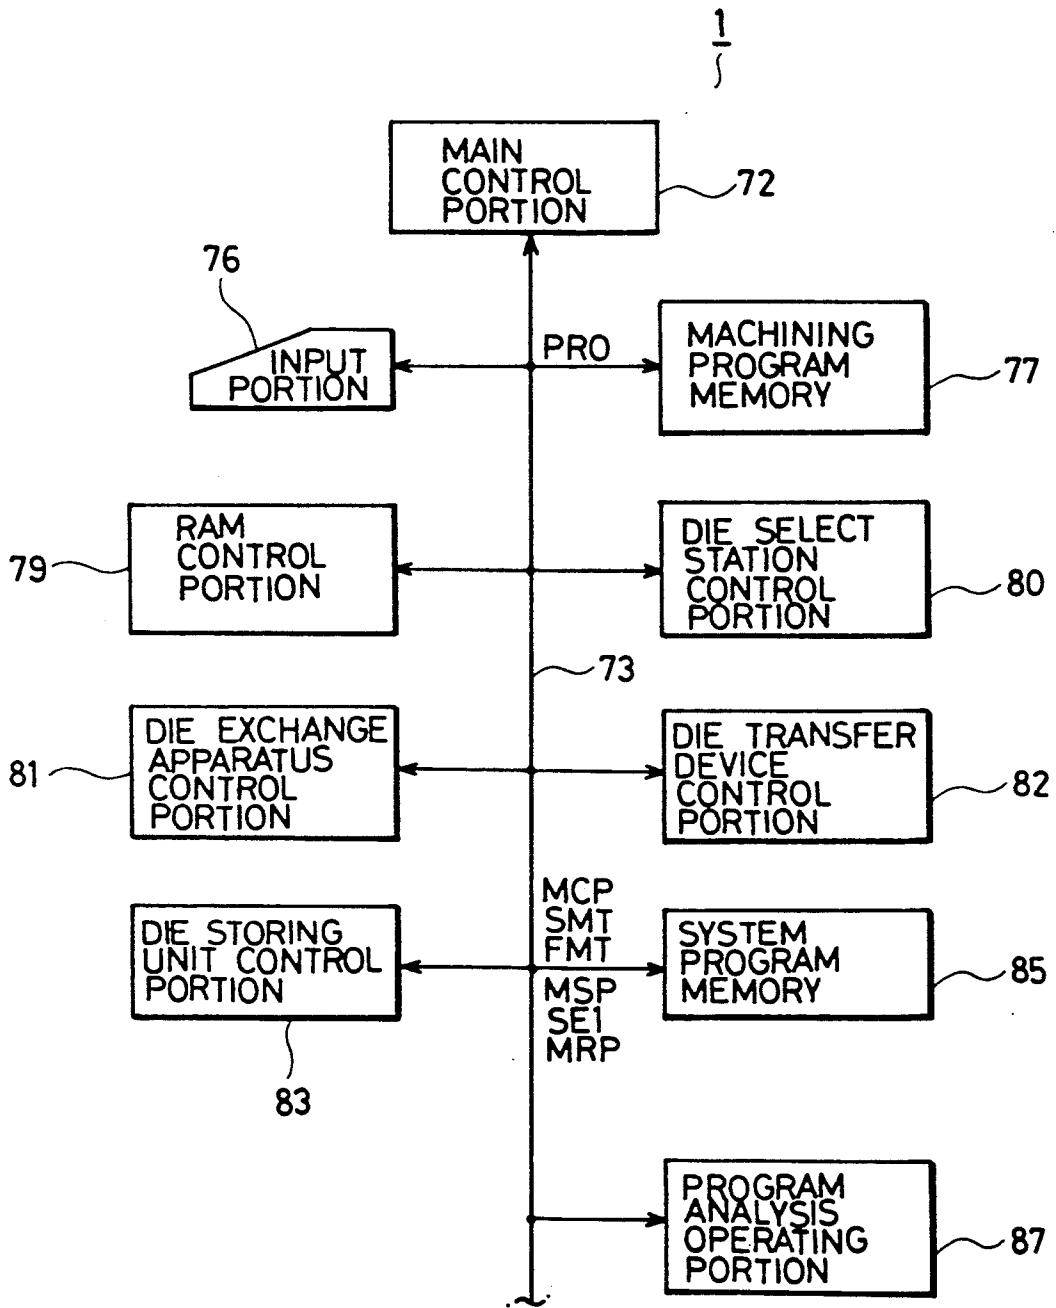 1
MAIN
CONTROL
PORTION
72
76
INPUT
PORTION
PRO
MACHINING
PROGRAM
MEMORY
77
RAM
CONTROL
PORTION
79
DIE SELECT
STATION
CONTROL
PORTION
80
73
DIE EXCHANGE
APPARATUS
CONTROL
PORTION
81
DIE TRANSFER
DEVICE
CONTROL
PORTION
82
DIE STORING
UNIT CONTROL
PORTION
83
MCP
SMT
FMT
MSP
SE1
MRP
SYSTEM
PROGRAM
MEMORY
85
PROGRAM
ANALYSIS
OPERATING
PORTION
87